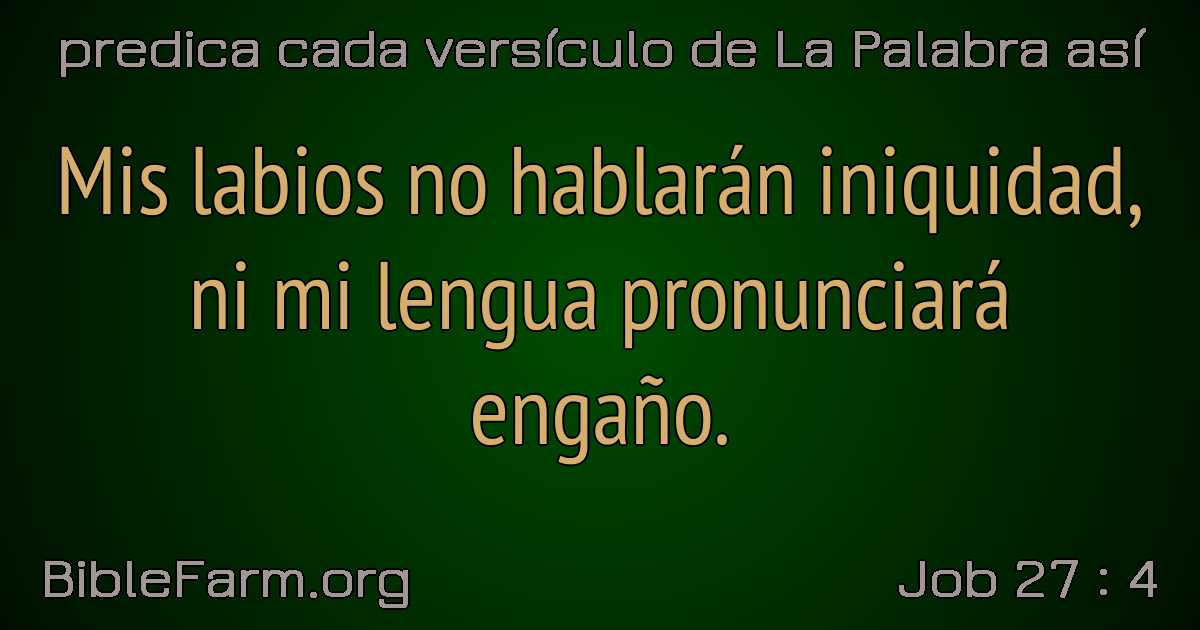 predica cada versículo de La Palabra así
Mis labios no hablarán iniquidad,
ni mi lengua pronunciará
engaño.
BibleFarm.org
Job 27 : 4